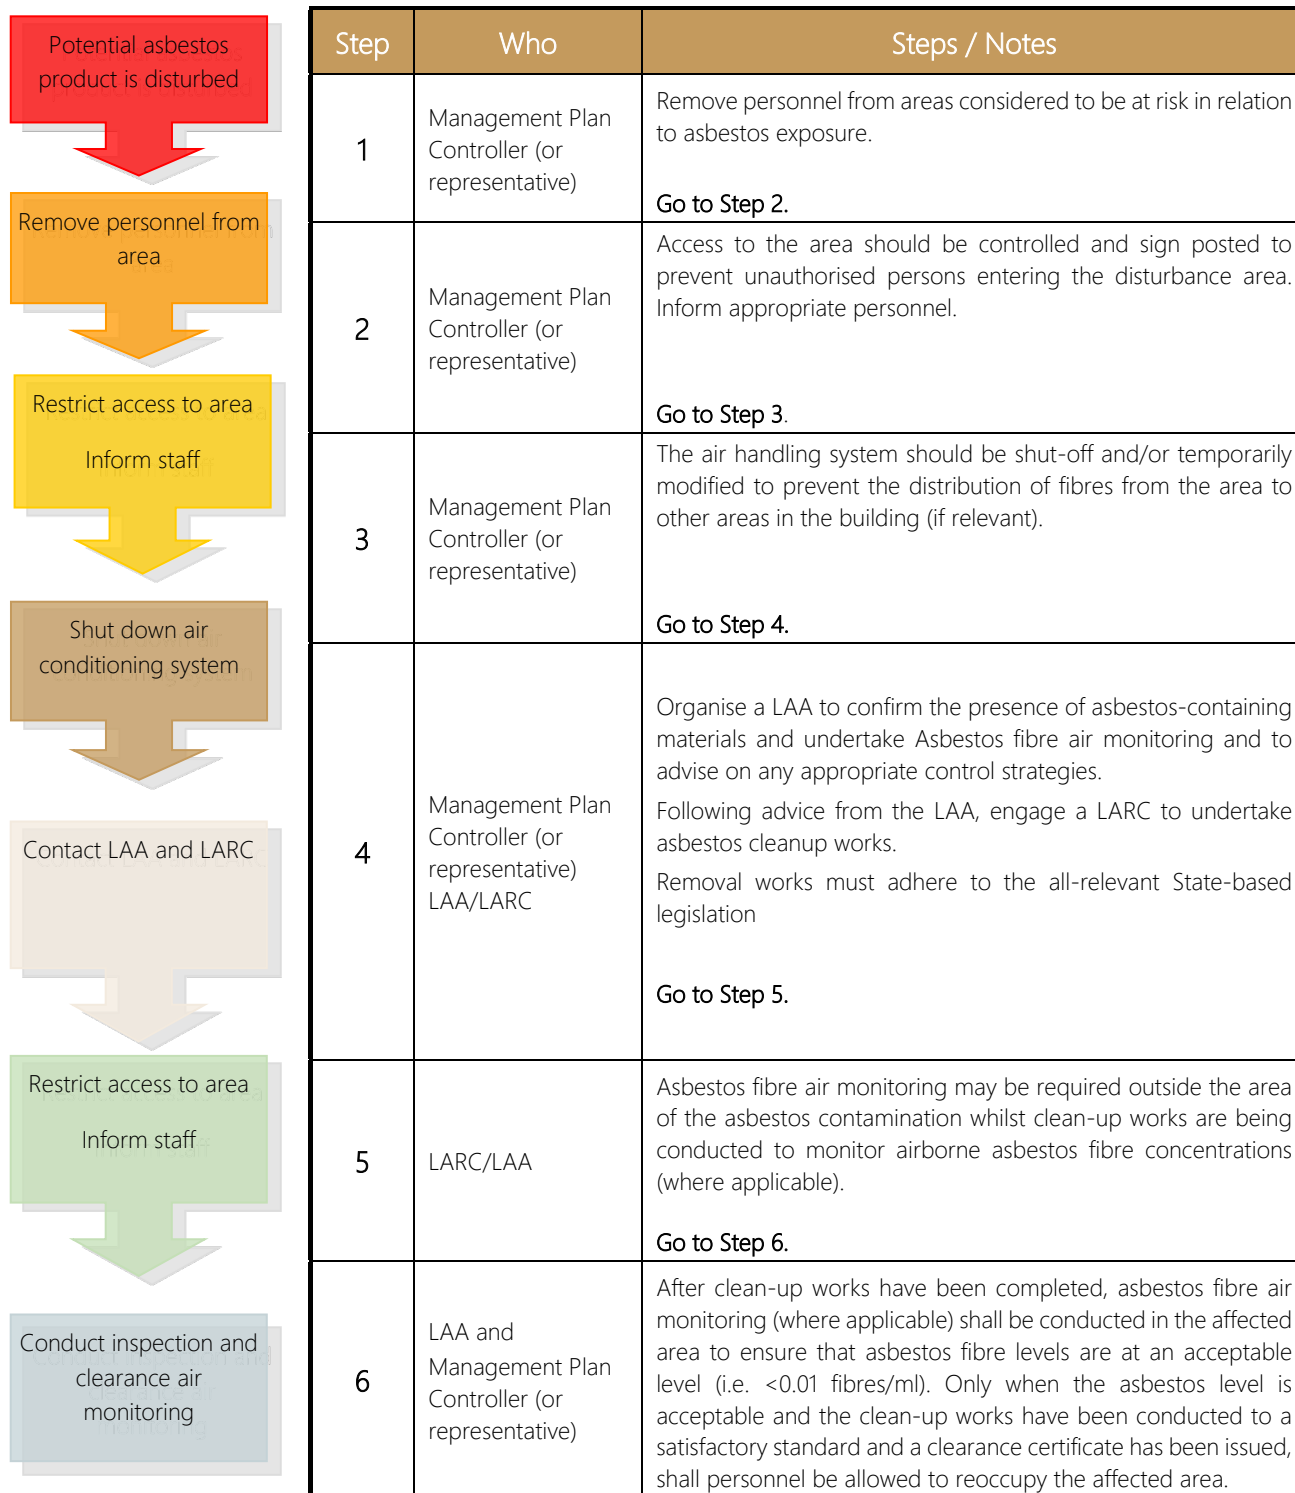 Potential asbestos
product is disturbed
Remove personnel from
area
Restrict access to area
Inform staff
Shut down air
conditioning system
Contact LAA and LARC
Restrict access to area
Inform staff
Conduct inspection and
clearance air
monitoring
Step Who Steps / Notes
1
Management Plan
Controller (or
representative)
Remove personnel from areas considered to be at risk in relation
to asbestos exposure.
Go to Step 2.
2
Management Plan
Controller (or
representative)
Access to the area should be controlled and sign posted to
prevent unauthorised persons entering the disturbance area.
Inform appropriate personnel.
Go to Step 3.
3
Management Plan
Controller (or
representative)
The air handling system should be shut-off and/or temporarily
modified to prevent the distribution of fibres from the area to
other areas in the building (if relevant).
Go to Step 4.
4
Management Plan
Controller (or
representative)
LAA/LARC
Organise a LAA to confirm the presence of asbestos-containing
materials and undertake Asbestos fibre air monitoring and to
advise on any appropriate control strategies.
Following advice from the LAA, engage a LARC to undertake
asbestos cleanup works.
Removal works must adhere to the all-relevant State-based
legislation
Go to Step 5.
5
LARC/LAA
Asbestos fibre air monitoring may be required outside the area
of the asbestos contamination whilst clean-up works are being
conducted to monitor airborne asbestos fibre concentrations
(where applicable).
Go to Step 6.
6
LAA and
Management Plan
Controller (or
representative)
After clean-up works have been completed, asbestos fibre air
monitoring (where applicable) shall be conducted in the affected
area to ensure that asbestos fibre levels are at an acceptable
level (i.e. <0.01 fibres/ml). Only when the asbestos level is
acceptable and the clean-up works have been conducted to a
satisfactory standard and a clearance certificate has been issued,
shall personnel be allowed to reoccupy the affected area.